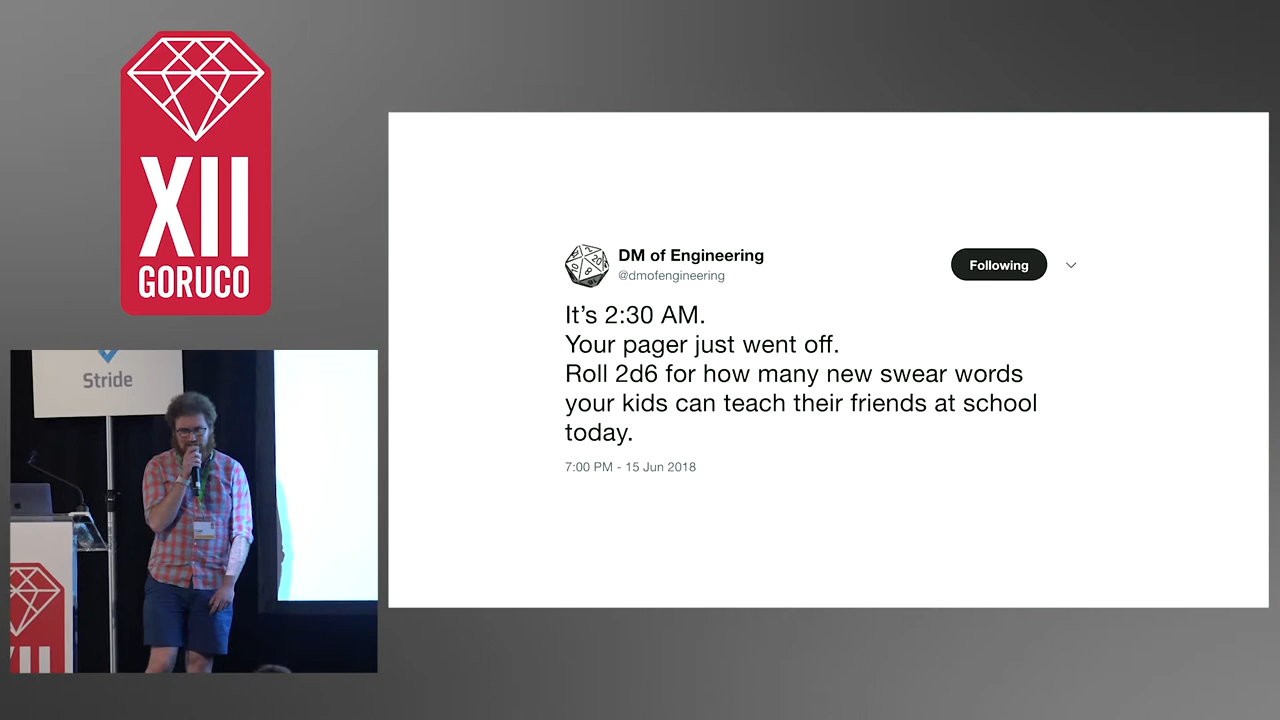 XII
GORUCO
Stride
DM of Engineering
@dmofengineering
Following
It’s 2:30 AM.
Your pager just went off.
Roll 2d6 for how many new swear words
your kids can teach their friends at school
today.
7:00 PM - 15 Jun 2018